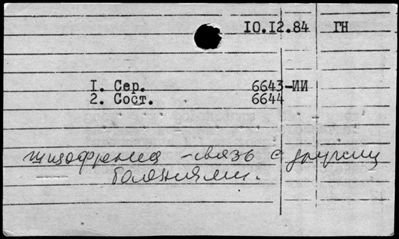 10.12.84 ГН
1. Сер. 6643-ИИ
2. Сост. 6644
шизофрения - связь с другими
болезнями.